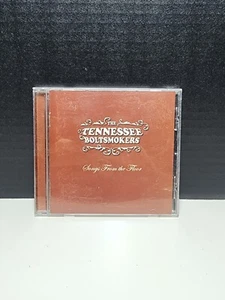 THE
TENNESSEE
BOLTSMOKERS
Songs From the Floor